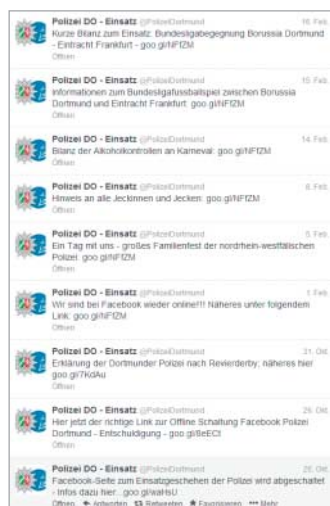 Polizei DO - Einsatz @PolizeiDortmund 16. Feb.
Kurze Bilanz zum Einsatz: Bundesligabegegnung Borussia Dortmund
- Eintracht Frankfurt - goo.gl/NFfZM
Öffnen
Polizei DO - Einsatz @PolizeiDortmund 15. Feb.
Informationen zum Bundesligafussballspiel zwischen Borussia
Dortmund und Eintracht Frankfurt: goo.gl/NFfZM
Öffnen
Polizei DO - Einsatz @PolizeiDortmund 14. Feb.
Bilanz der Alkoholkontrollen an Karneval: goo.gl/NFfZM
Öffnen
Polizei DO - Einsatz @PolizeiDortmund 8. Feb.
Hinweis an alle Jeckinnen und Jecken: goo.gl/NFfZM
Öffnen
Polizei DO - Einsatz @PolizeiDortmund 5. Feb.
Ein Tag mit uns - großes Familienfest der nordrhein-westfälischen
Polizei: goo.gl/NFfZM
Öffnen
Polizei DO - Einsatz @PolizeiDortmund 1. Feb.
Wir sind bei Facebook wieder online!!! Näheres unter folgendem
Link: goo.gl/NFfZM
Öffnen
Polizei DO - Einsatz @PolizeiDortmund 31. Okt.
Erklärung der Dortmunder Polizei nach Revierderby; näheres hier
goo.gl/7KdAu
Öffnen
Polizei DO - Einsatz @PolizeiDortmund Okt.
Hier jetzt der richtige Link zur Offline Schaltung Facebook Polizei
Dortmund - Entschuldigung - goo.gl/8eECt
Öffnen
Polizei DO - Einsatz @PolizeiDortmund Okt.
Facebook-Seite zum Einsatzgeschehen der Polizei wird abgeschaltet
- Infos dazu hier...goo.gl/waHsU
Öffnen Antworten Retweeten Favorisieren Mehr